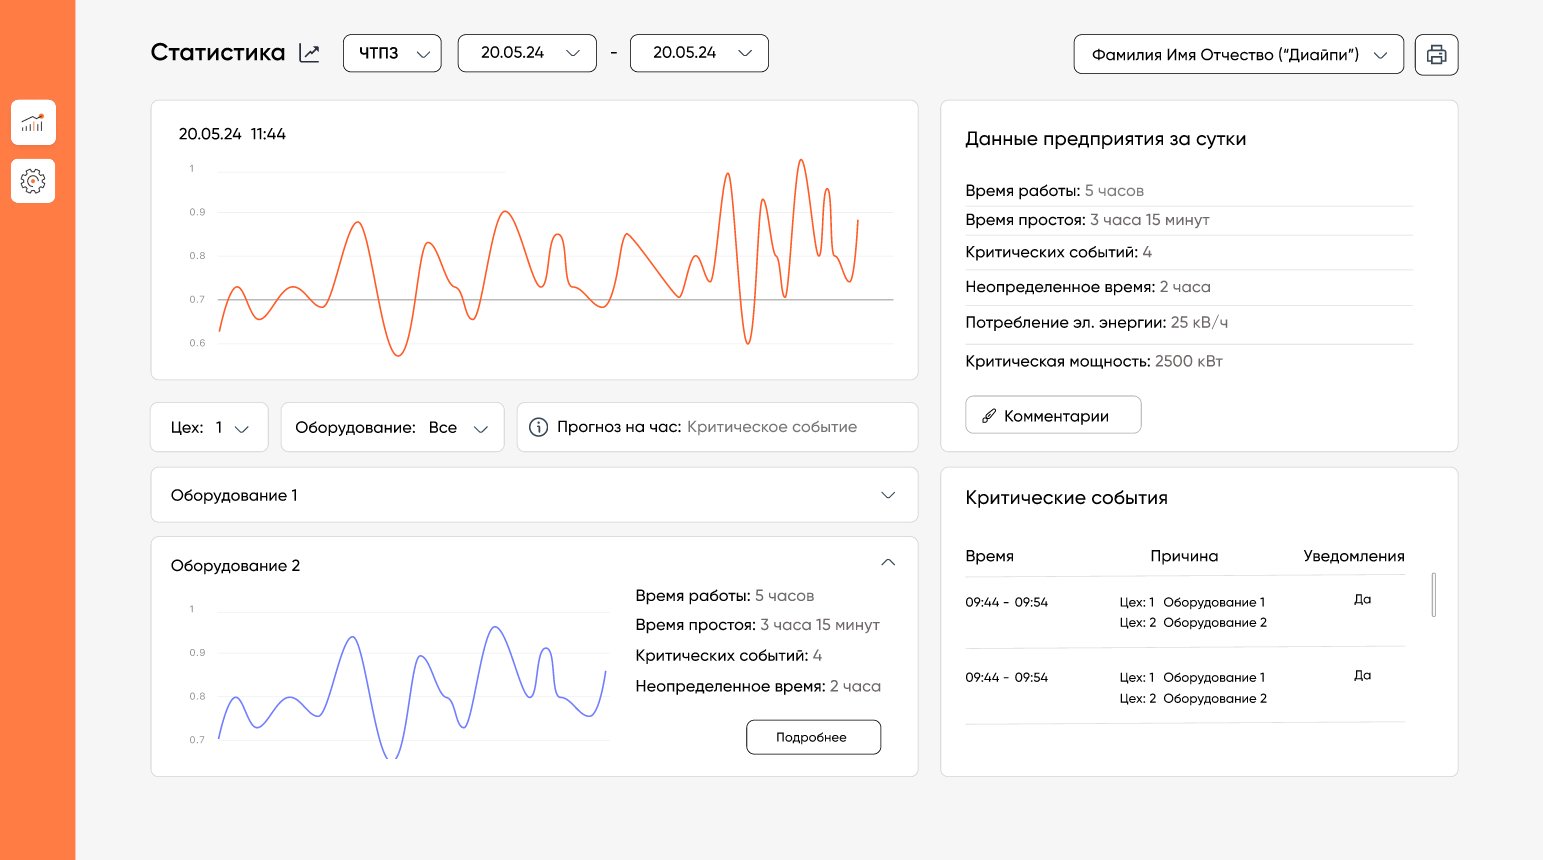 Статистика
ЧТПЗ
20.05.24 - 20.05.24
Фамилия Имя Отчество (“Диайпи”)
20.05.24 11:44
1
0.9
0.8
0.7
0.6
Данные предприятия за сутки
Время работы: 5 часов
Время простоя: 3 часа 15 минут
Критических событий: 4
Неопределенное время: 2 часа
Потребление эл. энергии: 25 кВ/ч
Критическая мощность: 2500 кВт
Комментарии
Цех: 1
Оборудование: Все
Прогноз на час: Критическое событие
Оборудование 1
Оборудование 2
1
0.9
0.8
0.7
Время работы: 5 часов
Время простоя: 3 часа 15 минут
Критических событий: 4
Неопределенное время: 2 часа
Подробнее
Критические события
Время Причина Уведомления
09:44 - 09:54 Цех: 1 Оборудование 1 Да
Цех: 2 Оборудование 2
09:44 - 09:54 Цех: 1 Оборудование 1 Да
Цех: 2 Оборудование 2